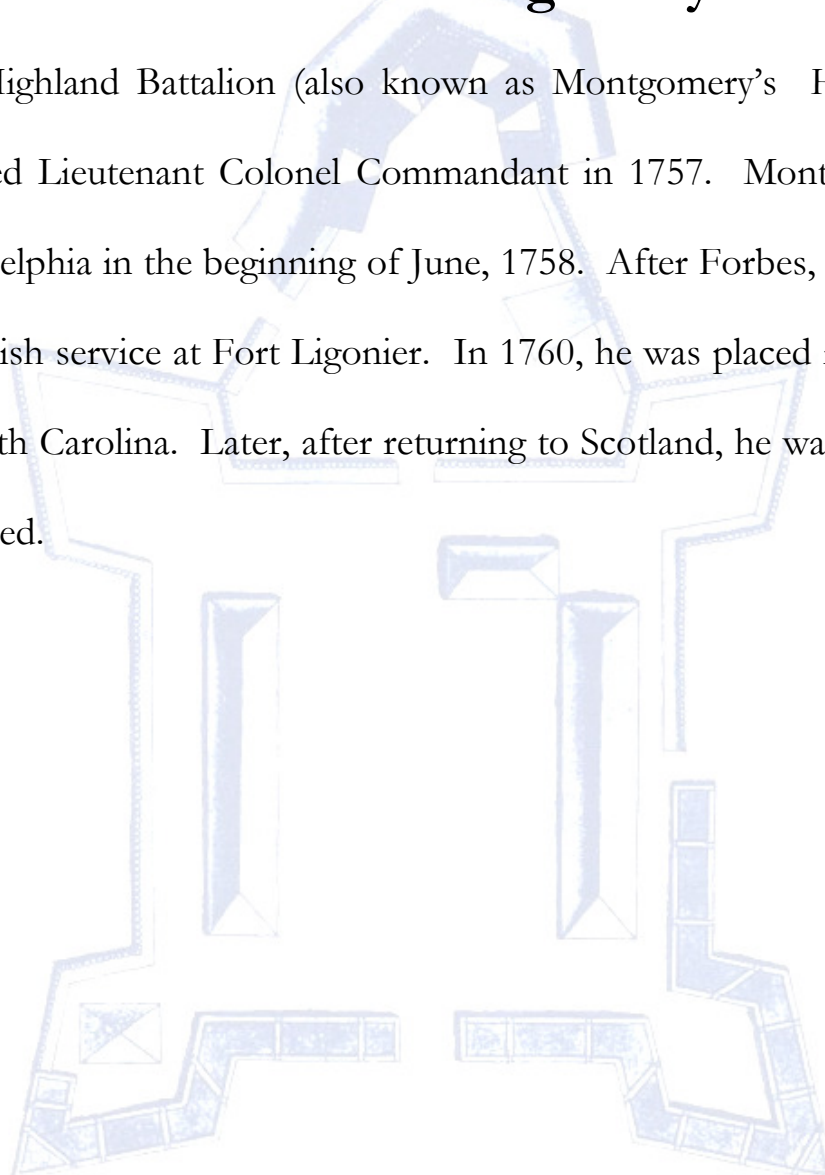 Highland Battalion (also known as Montgomery’s H
ed Lieutenant Colonel Commandant in 1757. Mont
elphia in the beginning of June, 1758. After Forbes,
ish service at Fort Ligonier. In 1760, he was placed
th Carolina. Later, after returning to Scotland, he wa
ed.